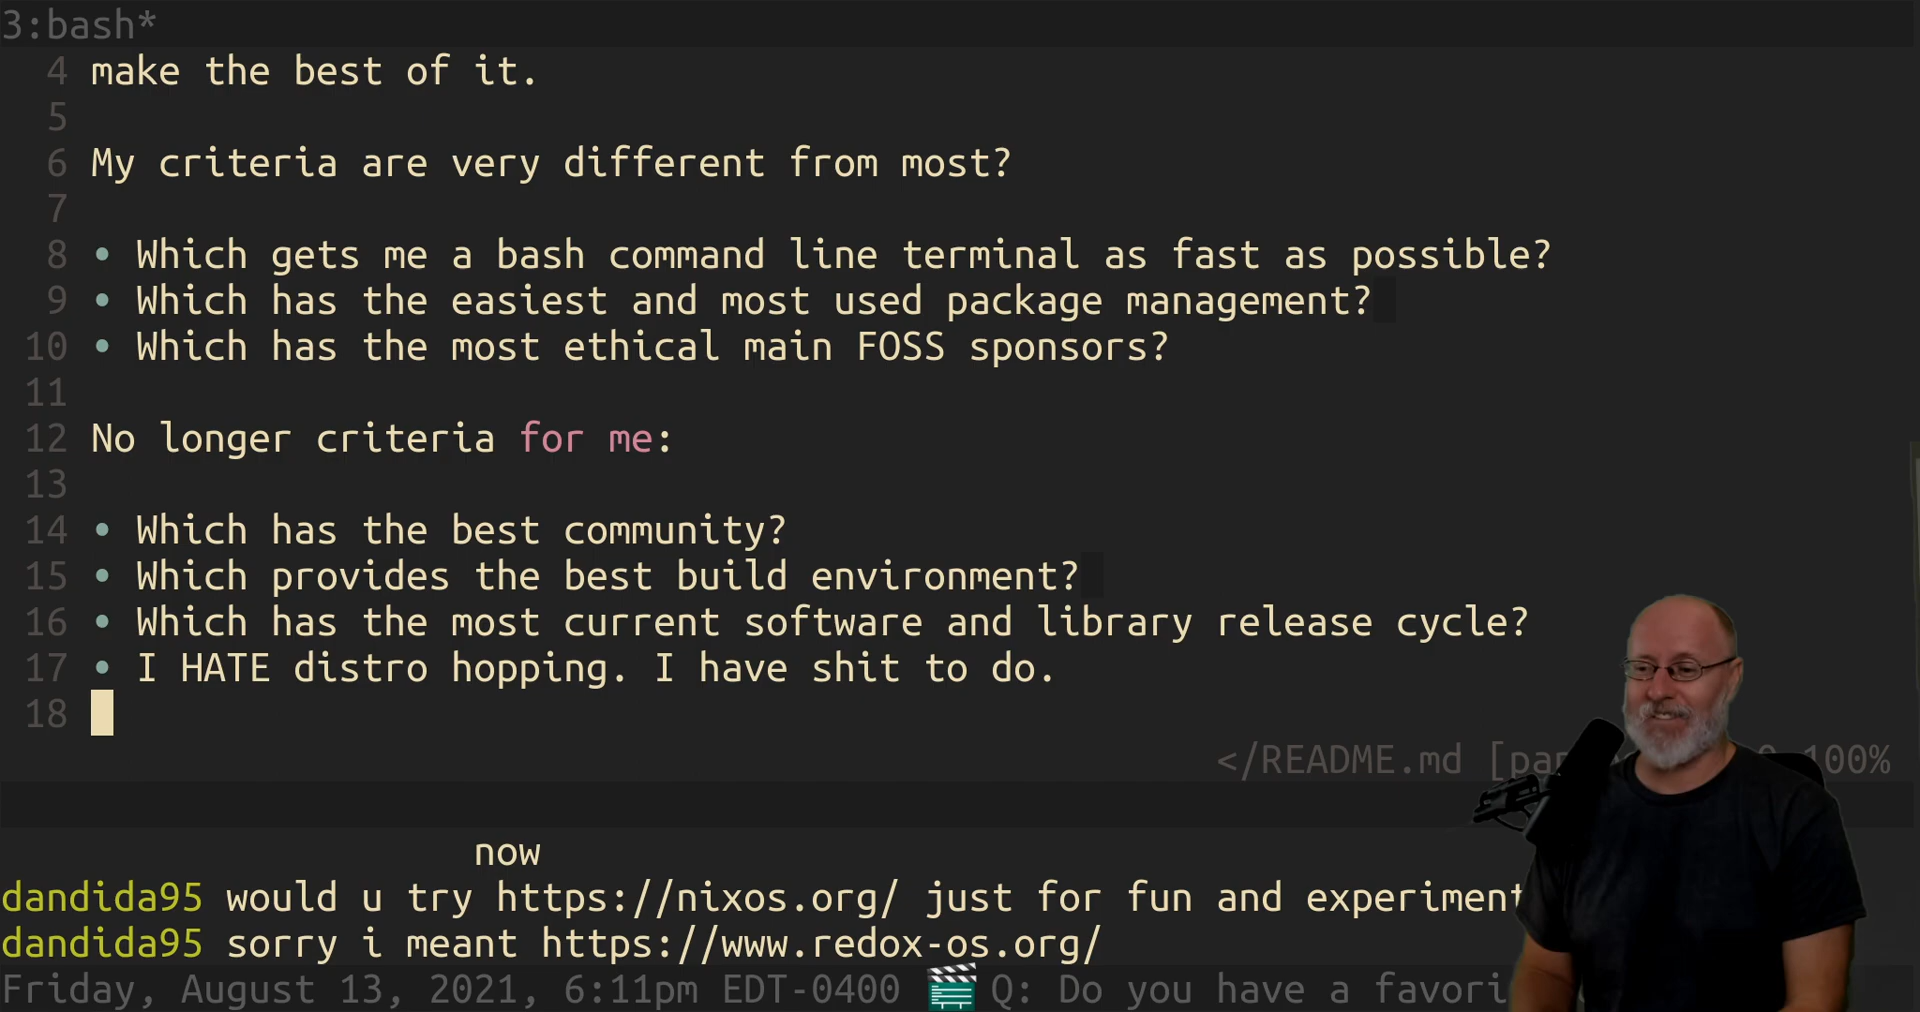 3:bash*
4 make the best of it.
5
6 My criteria are very different from most?
7
8 • Which gets me a bash command line terminal as fast as possible?
9 • Which has the easiest and most used package management?
10 • Which has the most ethical main FOSS sponsors?
11
12 No longer criteria for me:
13
14 • Which has the best community?
15 • Which provides the best build environment?
16 • Which has the most current software and library release cycle?
17 • I HATE distro hopping. I have shit to do.
18
</README.md [par 100%
now
dandida95 would u try https://nixos.org/ just for fun and experiment
dandida95 sorry i meant https://www.redox-os.org/
Friday, August 13, 2021, 6:11pm EDT-0400 🎬 Q: Do you have a favori